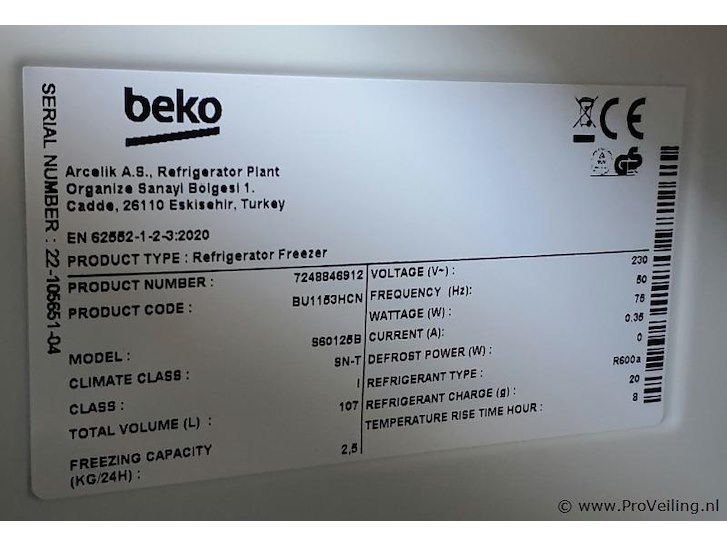 beko
CE
GS
Arcelik A.S., Refrigerator Plant
Organize Sanayi Bölgesi 1.
Cadde, 26110 Eskisehir, Turkey
EN 62552-1-2-3:2020
PRODUCT TYPE : Refrigerator Freezer
PRODUCT NUMBER : 7248846912
PRODUCT CODE : BU1153HCN
MODEL : S60125B
CLIMATE CLASS : SN-T
CLASS : I
TOTAL VOLUME (L) : 107
FREEZING CAPACITY
(KG/24H) : 2,5
VOLTAGE (V~) : 230
FREQUENCY (Hz): 50
WATTAGE (W) : 75
CURRENT (A): 0.35
DEFROST POWER (W) : 0
REFRIGERANT TYPE : R600a
REFRIGERANT CHARGE (g) : 20
TEMPERATURE RISE TIME HOUR : 8
SERIAL NUMBER : 22-105651-04
© www.ProVeiling.nl